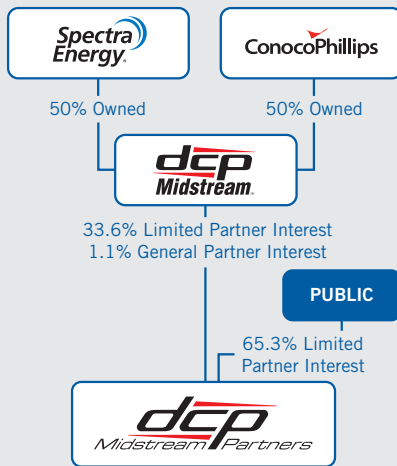 Spectra
Energy®
ConocoPhillips
50% Owned
50% Owned
dcp
Midstream
33.6% Limited Partner Interest
1.1% General Partner Interest
PUBLIC
65.3% Limited
Partner Interest
dcp
Midstream Partners